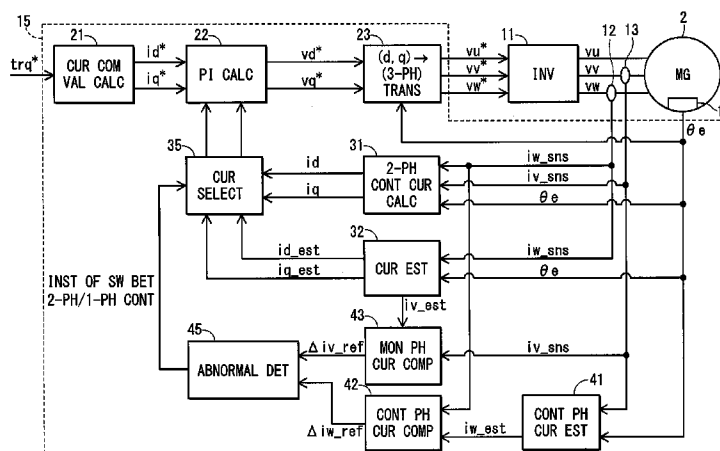 15
21
22
23
11
12
13
2
trq*
CUR COM
VAL CALC
id*
iq*
PI CALC
vd*
vq*
(d, q) →
(3-PH)
TRANS
vu*
vv*
vw*
INV
vu
vv
vw
MG
1
θe
35
CUR
SELECT
id
iq
31
2-PH
CONT CUR
CALC
iw_sns
iv_sns
θe
id_est
iq_est
32
CUR EST
iw_sns
θe
iv_est
INST OF SW BET
2-PH/1-PH CONT
45
ABNORMAL DET
Δiv_ref
43
MON PH
CUR COMP
iv_sns
42
Δiw_ref
CONT PH
CUR COMP
iw_est
41
CONT PH
CUR EST